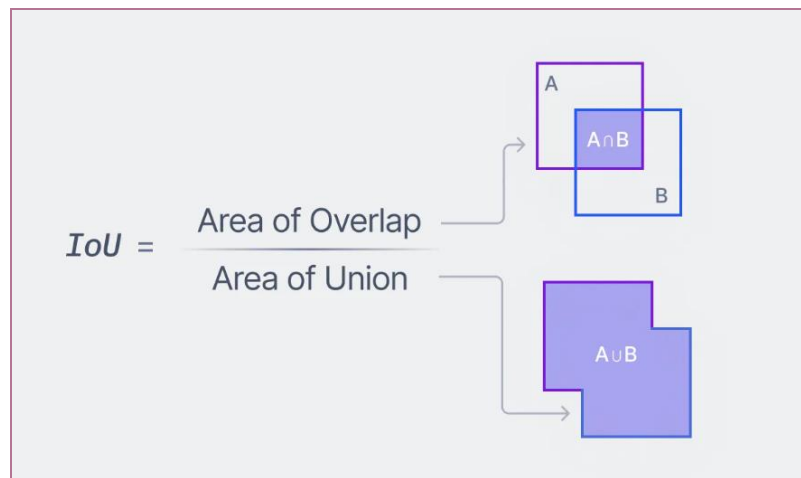 A
A∩B
B
Area of Overlap
IoU =
Area of Union
A∪B